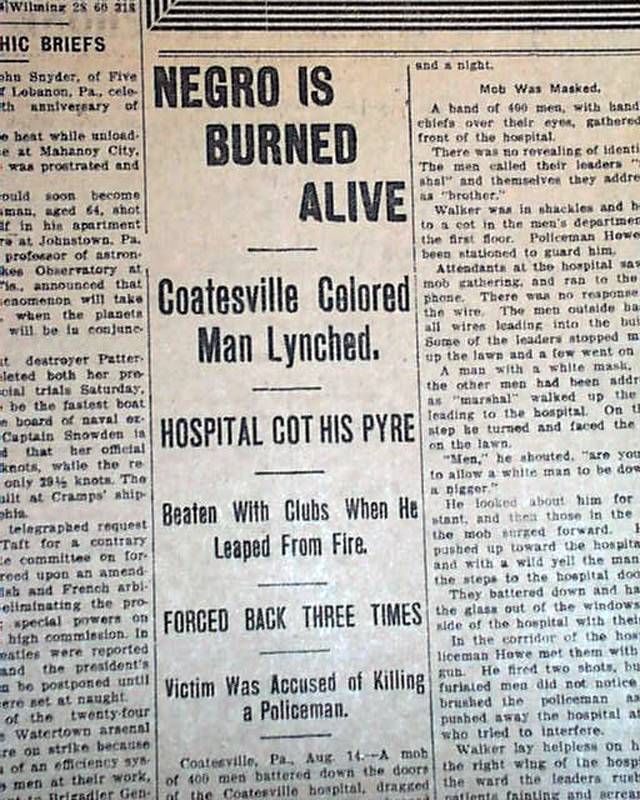 Wilming 28 66 318
HIC BRIEFS
ohn Snyder, of Five
f Lebanon, Pa., cele-
th anniversary of
e heat while unload-
e at Mahanoy City,
was prostrated and
ould soon become
sman, aged 64, shot
lf in his apartment
rs at Johnstown, Pa.
professor of astron-
kes Observatory at
is., announced that
enomenon will take
, when the planets
will be in conjunc-
t destroyer Patter-
leted both her pre-
cial trials Saturday,
be the fastest boat
e board of naval ex-
Captain Snowden is
d that her official
knots, while the re-
only 29½ knots. The
uilt at Cramps' ship-
phia.
telegraphed request
Taft for a contrary
e committee on for-
reed upon an amend-
ish and French arbi-
eliminating the pro-
special powers on
high commission. In
eaties were reported
and the president's
n be postponed until
ere set at naught.
of the twenty-four
Watertown arsenal
re on strike because
of an efficiency sys-
men at their work,
Brigadier Gen-
NEGRO IS
BURNED
ALIVE
Coatesville Colored
Man Lynched.
HOSPITAL COT HIS PYRE
Beaten With Clubs When He
Leaped From Fire.
FORCED BACK THREE TIMES
Victim Was Accused of Killing
a Policeman.
Coatesville, Pa., Aug. 14.—A mob
of 400 men battered down the doors
of the Coatesville hospital, dragged
and a night.
Mob Was Masked.
A band of 400 men, with hand
chiefs over their eyes, gathered
front of the hospital.
There was no revealing of identi
The men called their leaders "
shal" and themselves they addre
as "brother."
Walker was in shackles and b
to a cot in the men's departmen
the first floor. Policeman Howe
been stationed to guard him.
Attendants at the hospital saw
mob gathering, and ran to the
phone. There was no response
the wire. The men outside ha
all wires leading into the bui
Some of the leaders stopped m
up the lawn and a few went on
A man with a white mask,
the other men had been addr
as "marshal" walked up the
leading to the hospital. On t
step he turned and faced the
on the lawn.
"Men," he shouted, "are you
to allow a white man to be dow
a nigger."
He looked about him for
stant, and then those in the
the mob surged forward.
pushed up toward the hospita
and with a wild yell the man
the steps to the hospital doo
They battered down and ha
the glass out of the windows
side of the hospital with thei
In the corridor of the hos
liceman Howe met them with
gun. He fired two shots, bu
furiated men did not notice
brushed the policeman as
pushed away the hospital at
who tried to interfere.
Walker lay helpless on h
the right wing of the hosp
the ward the leaders rush
patients fainting and screa